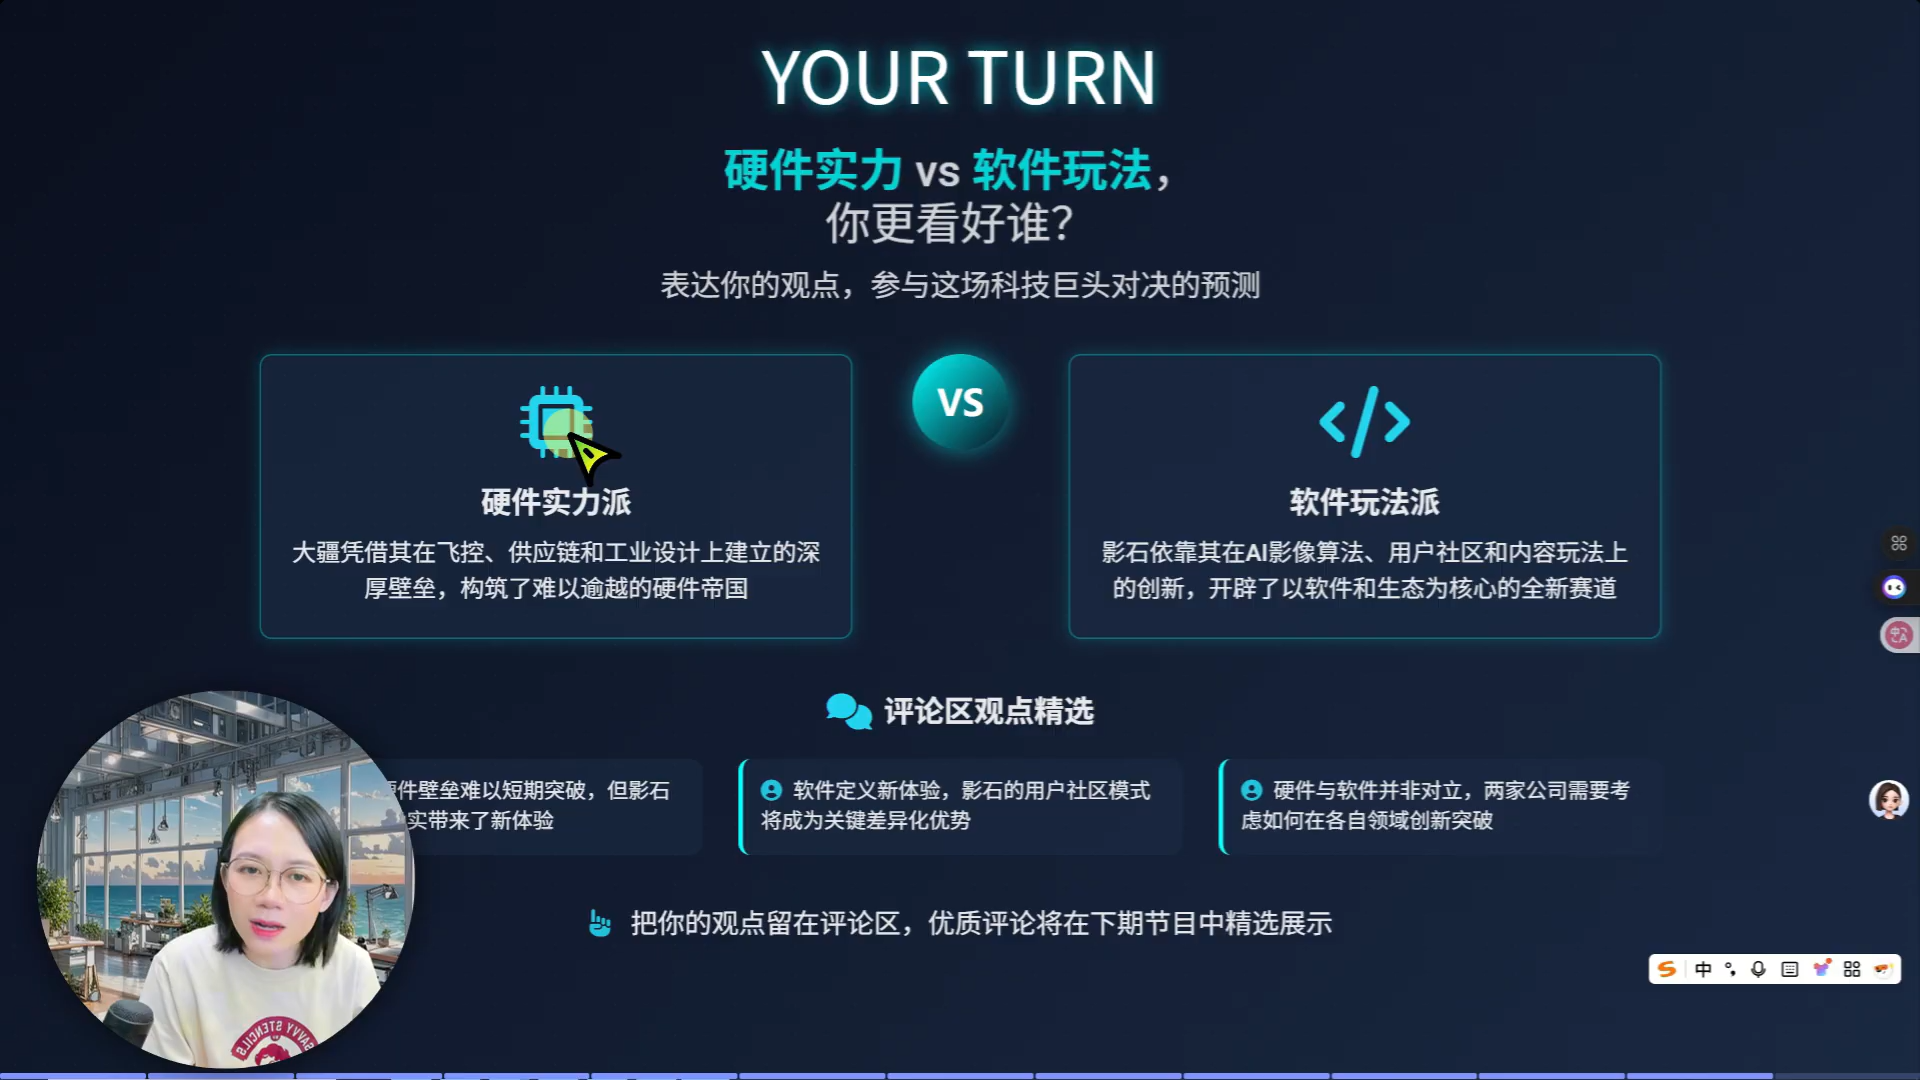 YOUR TURN
硬件实力 vs 软件玩法，
你更看好谁？
表达你的观点，参与这场科技巨头对决的预测
VS
硬件实力派
大疆凭借其在飞控、供应链和工业设计上建立的深
厚壁垒，构筑了难以逾越的硬件帝国
软件玩法派
影石依靠其在AI影像算法、用户社区和内容玩法上
的创新，开辟了以软件和生态为核心的全新赛道
评论区观点精选
件壁垒难以短期突破，但影石
实带来了新体验
软件定义新体验，影石的用户社区模式
将成为关键差异化优势
硬件与软件并非对立，两家公司需要考
虑如何在各自领域创新突破
把你的观点留在评论区，优质评论将在下期节目中精选展示
中
SAVVY STENCILS